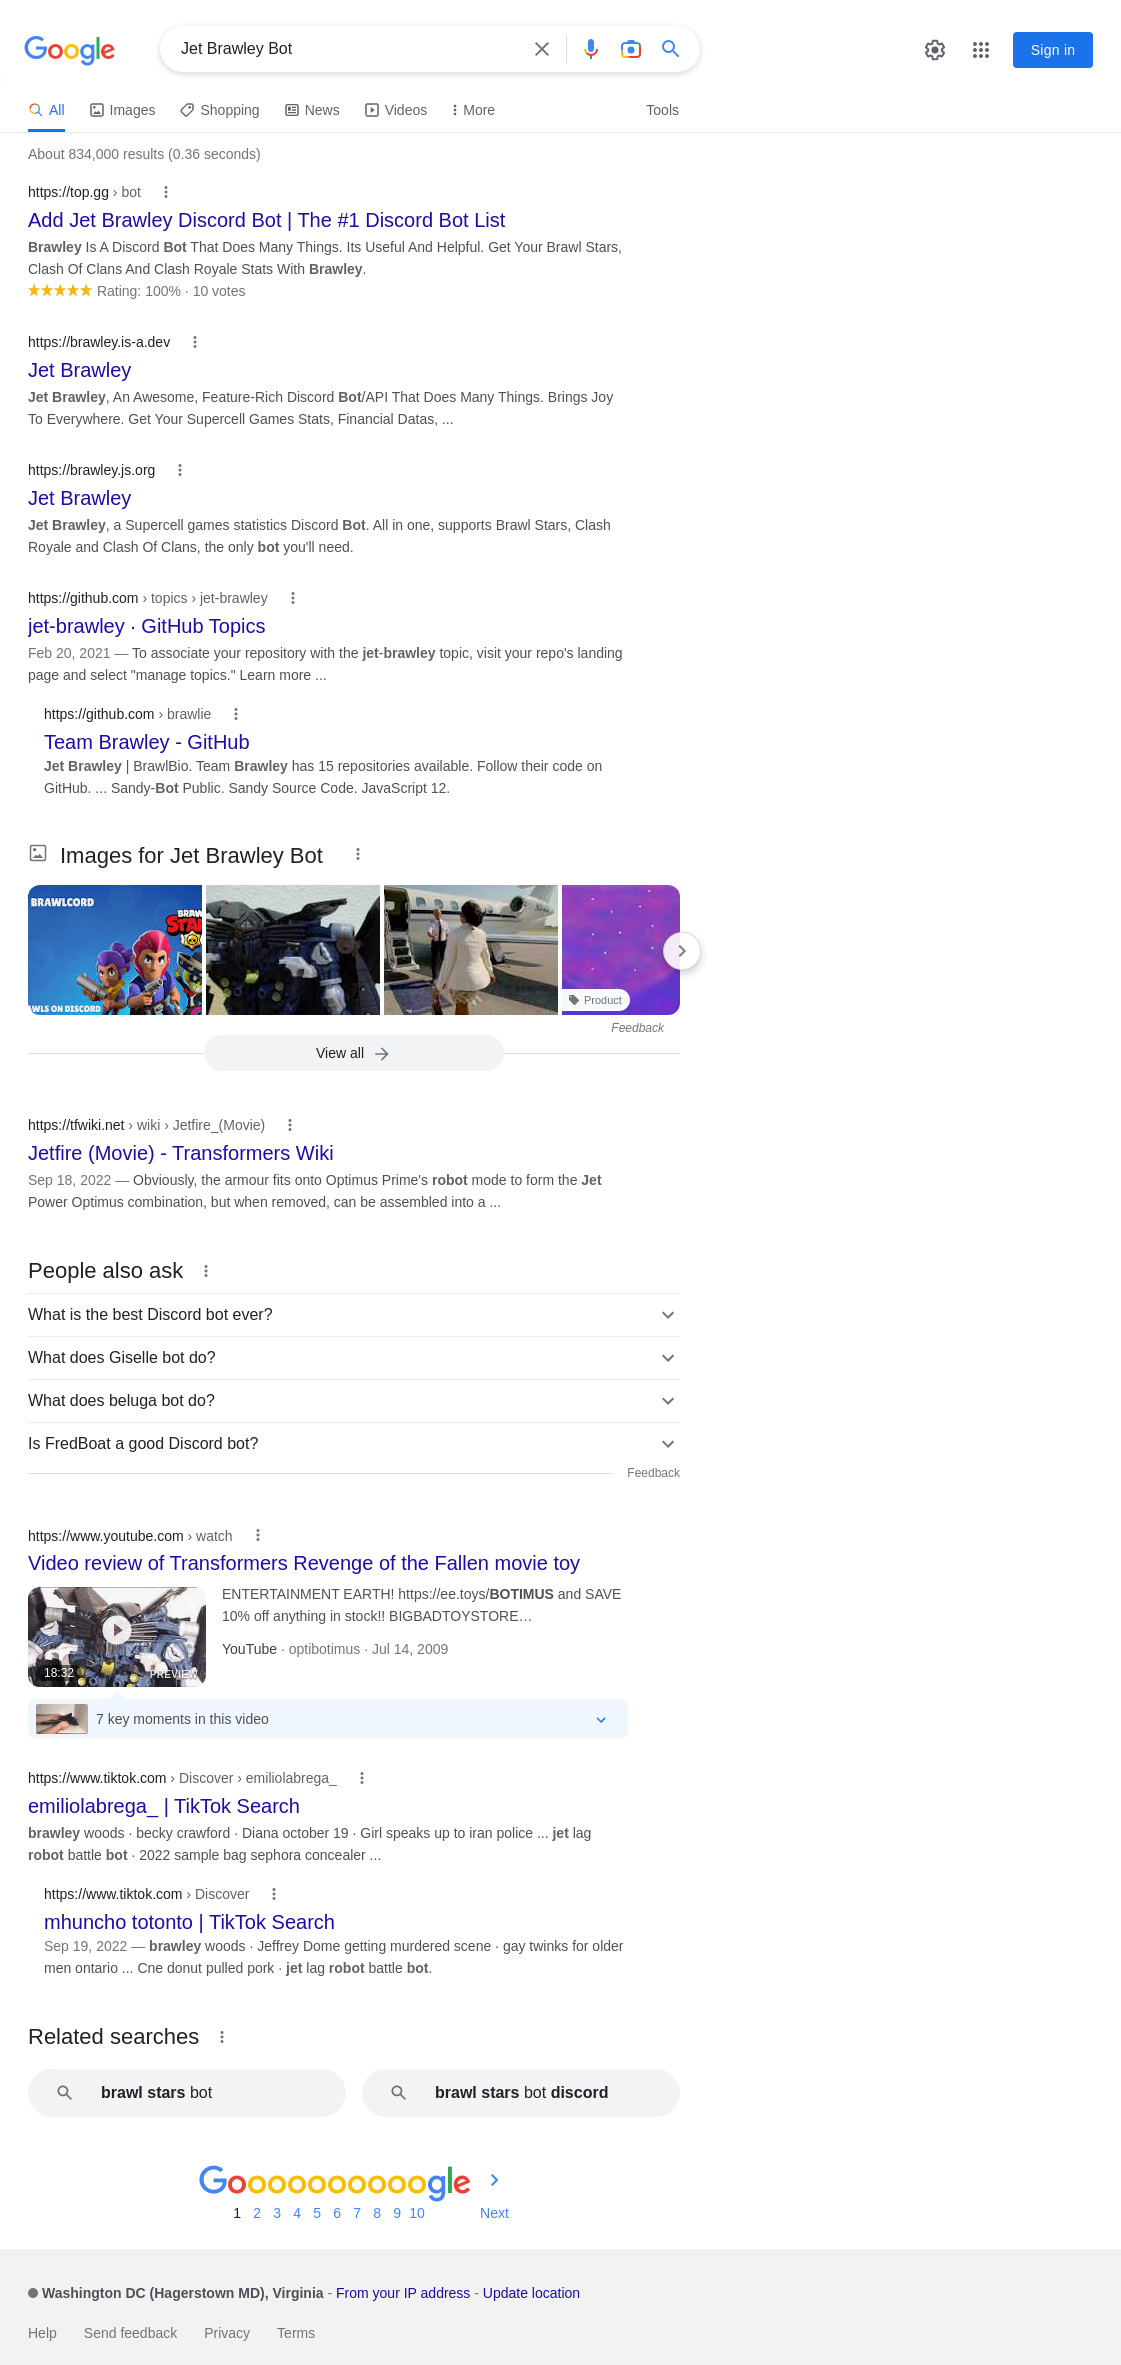 Google
Jet Brawley Bot
Sign in
All
Images
Shopping
News
Videos
More
Tools
About 834,000 results (0.36 seconds)
https://top.gg › bot
Add Jet Brawley Discord Bot | The #1 Discord Bot List
Brawley Is A Discord Bot That Does Many Things. Its Useful And Helpful. Get Your Brawl Stars,
Clash Of Clans And Clash Royale Stats With Brawley.
Rating: 100% · 10 votes
https://brawley.is-a.dev
Jet Brawley
Jet Brawley, An Awesome, Feature-Rich Discord Bot/API That Does Many Things. Brings Joy
To Everywhere. Get Your Supercell Games Stats, Financial Datas, ...
https://brawley.js.org
Jet Brawley
Jet Brawley, a Supercell games statistics Discord Bot. All in one, supports Brawl Stars, Clash
Royale and Clash Of Clans, the only bot you'll need.
https://github.com › topics › jet-brawley
jet-brawley · GitHub Topics
Feb 20, 2021 — To associate your repository with the jet-brawley topic, visit your repo's landing
page and select "manage topics." Learn more ...
https://github.com › brawlie
Team Brawley - GitHub
Jet Brawley | BrawlBio. Team Brawley has 15 repositories available. Follow their code on
GitHub. ... Sandy-Bot Public. Sandy Source Code. JavaScript 12.
Images for Jet Brawley Bot
BRAWLCORD
AWLS ON DISCORD
Product
Feedback
View all
https://tfwiki.net › wiki › Jetfire_(Movie)
Jetfire (Movie) - Transformers Wiki
Sep 18, 2022 — Obviously, the armour fits onto Optimus Prime's robot mode to form the Jet
Power Optimus combination, but when removed, can be assembled into a ...
People also ask
What is the best Discord bot ever?
What does Giselle bot do?
What does beluga bot do?
Is FredBoat a good Discord bot?
Feedback
https://www.youtube.com › watch
Video review of Transformers Revenge of the Fallen movie toy
ENTERTAINMENT EARTH! https://ee.toys/BOTIMUS and SAVE
10% off anything in stock!! BIGBADTOYSTORE...
YouTube · optibotimus · Jul 14, 2009
18:32
PREVIEW
7 key moments in this video
https://www.tiktok.com › Discover › emiliolabrega_
emiliolabrega_ | TikTok Search
brawley woods · becky crawford · Diana october 19 · Girl speaks up to iran police ... jet lag
robot battle bot · 2022 sample bag sephora concealer ...
https://www.tiktok.com › Discover
mhuncho totonto | TikTok Search
Sep 19, 2022 — brawley woods · Jeffrey Dome getting murdered scene · gay twinks for older
men ontario ... Cne donut pulled pork · jet lag robot battle bot.
Related searches
brawl stars bot
brawl stars bot discord
Goooooooooogle
1 2 3 4 5 6 7 8 9 10 Next
Washington DC (Hagerstown MD), Virginia - From your IP address - Update location
Help Send feedback Privacy Terms